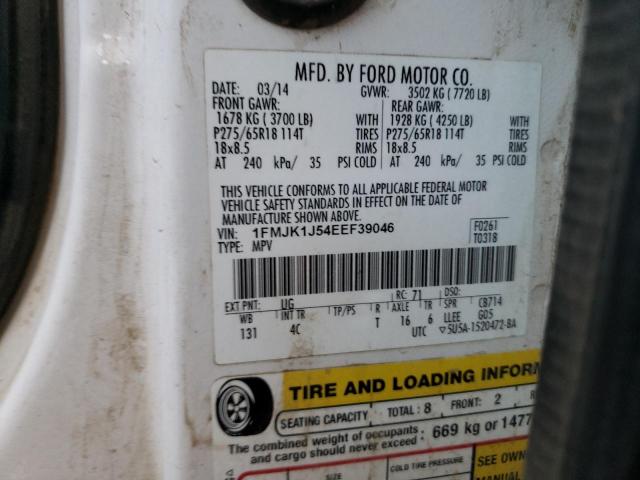 MFD. BY FORD MOTOR CO.
DATE: 03/14 GVWR: 3502 KG ( 7720 LB)
FRONT GAWR: REAR GAWR:
1678 KG ( 3700 LB) WITH 1928 KG ( 4250 LB) WITH
P275/65R18 114T TIRES P275/65R18 114T TIRES
18x8.5 RIMS 18x8.5 RIMS
AT 240 kPa/ 35 PSI COLD AT 240 kPa/ 35 PSI COLD
THIS VEHICLE CONFORMS TO ALL APPLICABLE FEDERAL MOTOR
VEHICLE SAFETY STANDARDS IN EFFECT ON THE DATE OF
MANUFACTURE SHOWN ABOVE.
VIN: 1FMJK1J54EEF39046 F0261
TYPE: MPV T0318
EXT PNT: UG RC: 71 DSO:
WB INT TR TP/PS R AXLE TR SPR CB714
131 4C T 16 6 LLEE G05
UTC ▽5U5A-1520472-BA
TIRE AND LOADING INFORM
SEATING CAPACITY TOTAL: 8 FRONT: 2 R
The combined weight of occupants and cargo should never exceed: 669 kg or 1477
SIZE COLD TIRE PRESSURE SEE OWN
MANUAL